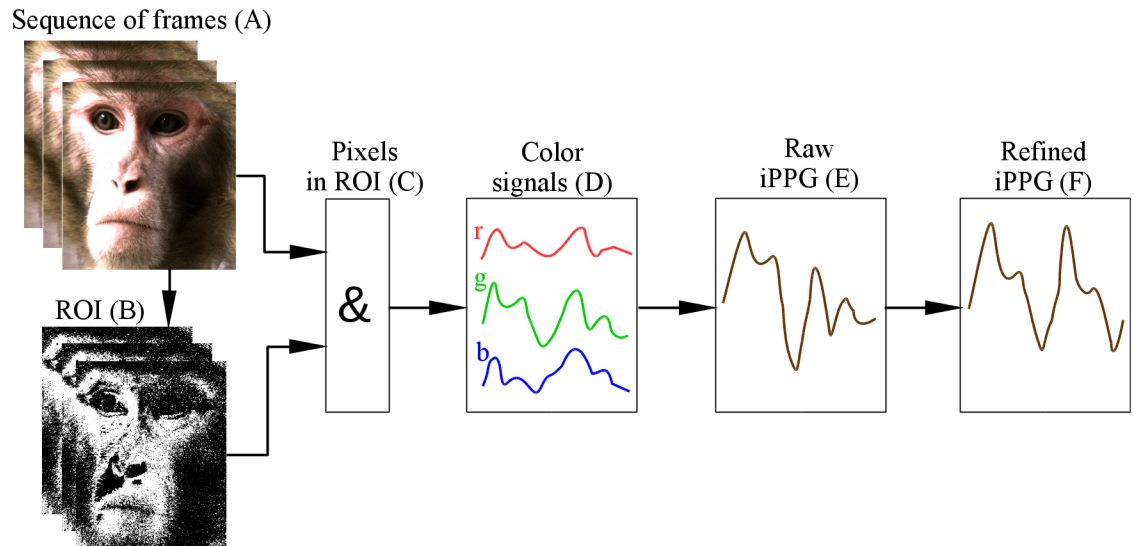 Sequence of frames (A)
ROI (B)
Pixels
in ROI (C)
&
Color
signals (D)
r
g
b
Raw
iPPG (E)
Refined
iPPG (F)